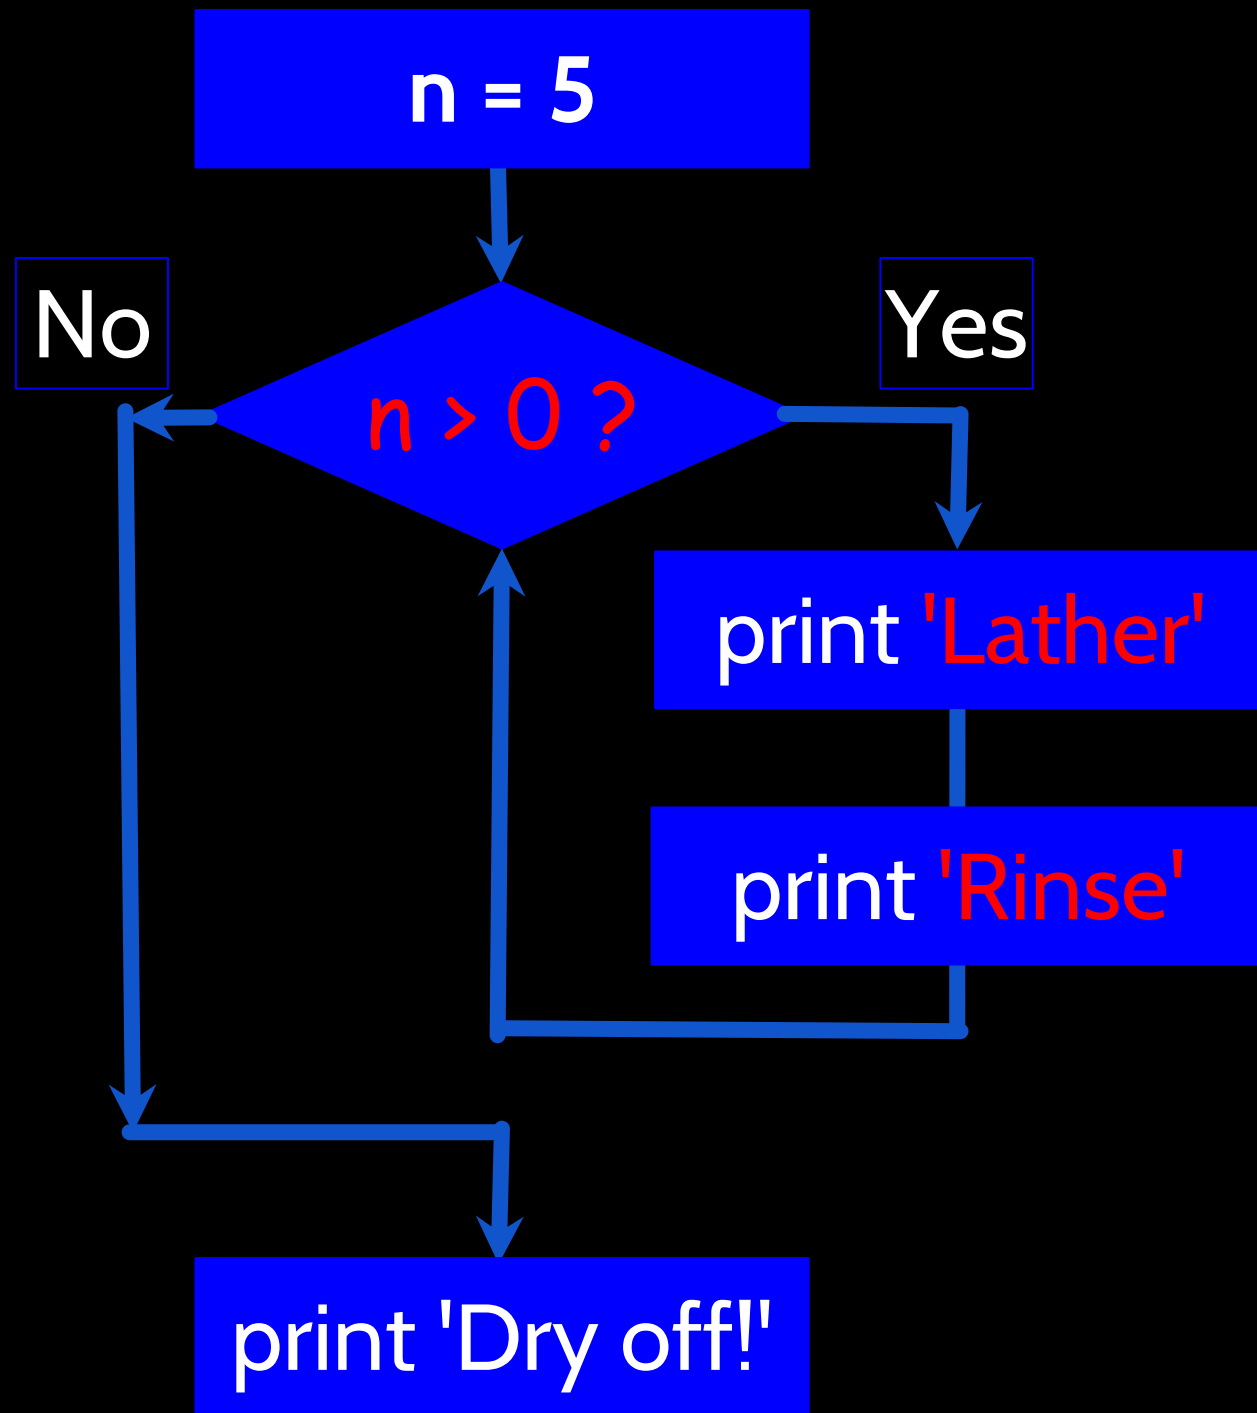 n = 5
No
Yes
n > 0 ?
print 'Lather'
print 'Rinse'
print 'Dry off!'